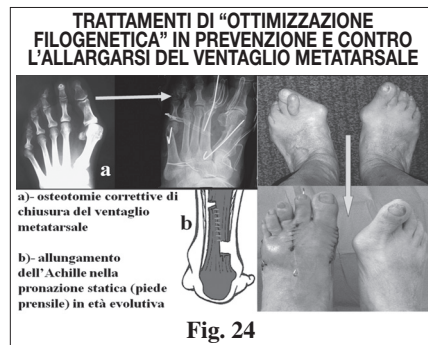 TRATTAMENTI DI “OTTIMIZZAZIONE
FILOGENETICA” IN PREVENZIONE E CONTRO
L’ALLARGARSI DEL VENTAGLIO METATARSALE
a
a)- osteotomie correttive di
chiusura del ventaglio
metatarsale
b
b)- allungamento
dell’Achille nella
pronazione statica (piede
prensile) in età evolutiva
Fig. 24